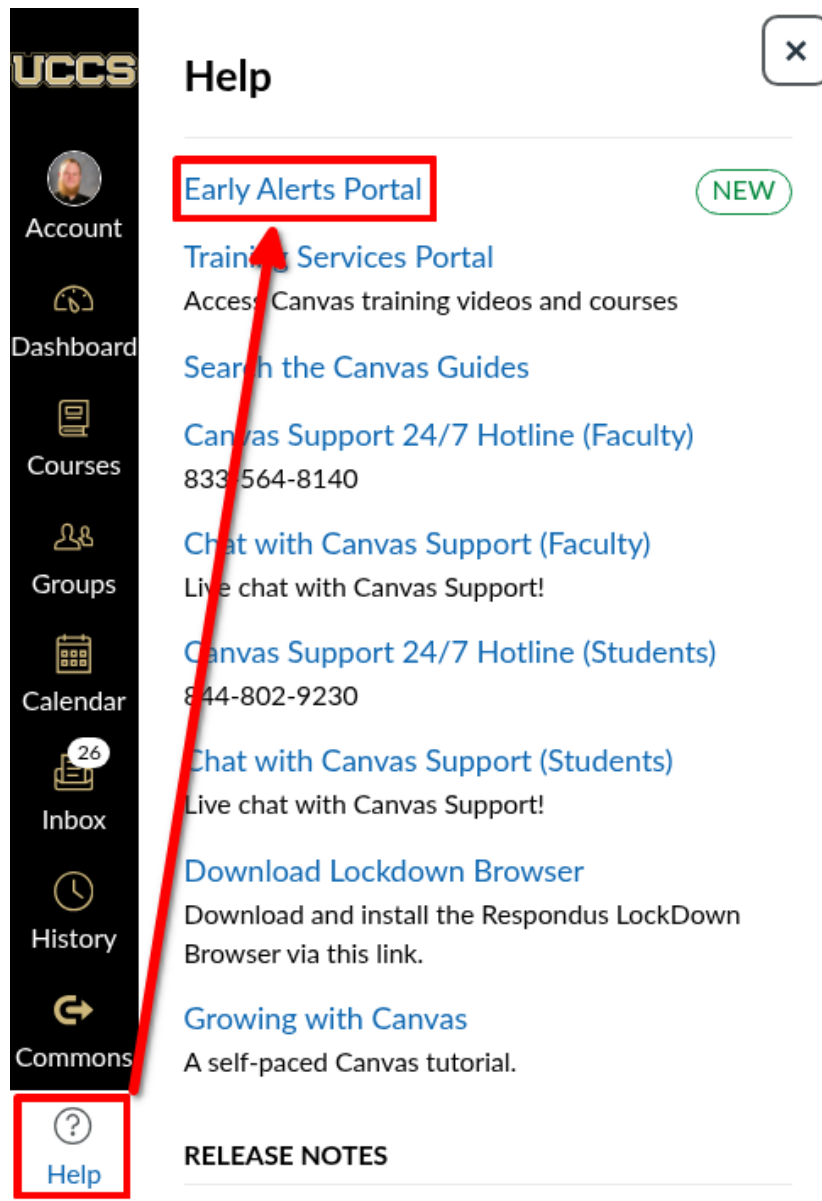 UCCS
Account
Dashboard
Courses
Groups
Calendar
26
Inbox
History
Commons
Help
Help
×
Early Alerts Portal
NEW
Training Services Portal
Access Canvas training videos and courses
Search the Canvas Guides
Canvas Support 24/7 Hotline (Faculty)
833-564-8140
Chat with Canvas Support (Faculty)
Live chat with Canvas Support!
Canvas Support 24/7 Hotline (Students)
844-802-9230
Chat with Canvas Support (Students)
Live chat with Canvas Support!
Download Lockdown Browser
Download and install the Respondus LockDown
Browser via this link.
Growing with Canvas
A self-paced Canvas tutorial.
RELEASE NOTES